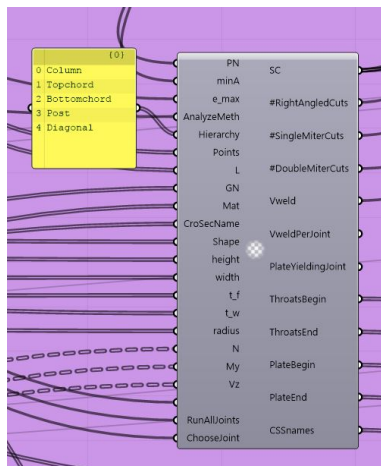 {0}
0 Column
1 Topchord
2 Bottomchord
3 Post
4 Diagonal
PN
minA
e_max
AnalyzeMeth
Hierarchy
Points
L
GN
Mat
CroSecName
Shape
height
width
t_f
t_w
radius
N
My
Vz
RunAllJoints
ChooseJoint
SC
#RightAngledCuts
#SingleMiterCuts
#DoubleMiterCuts
Vweld
VweldPerJoint
PlateYieldingJoint
ThroatsBegin
ThroatsEnd
PlateBegin
PlateEnd
CSSnames